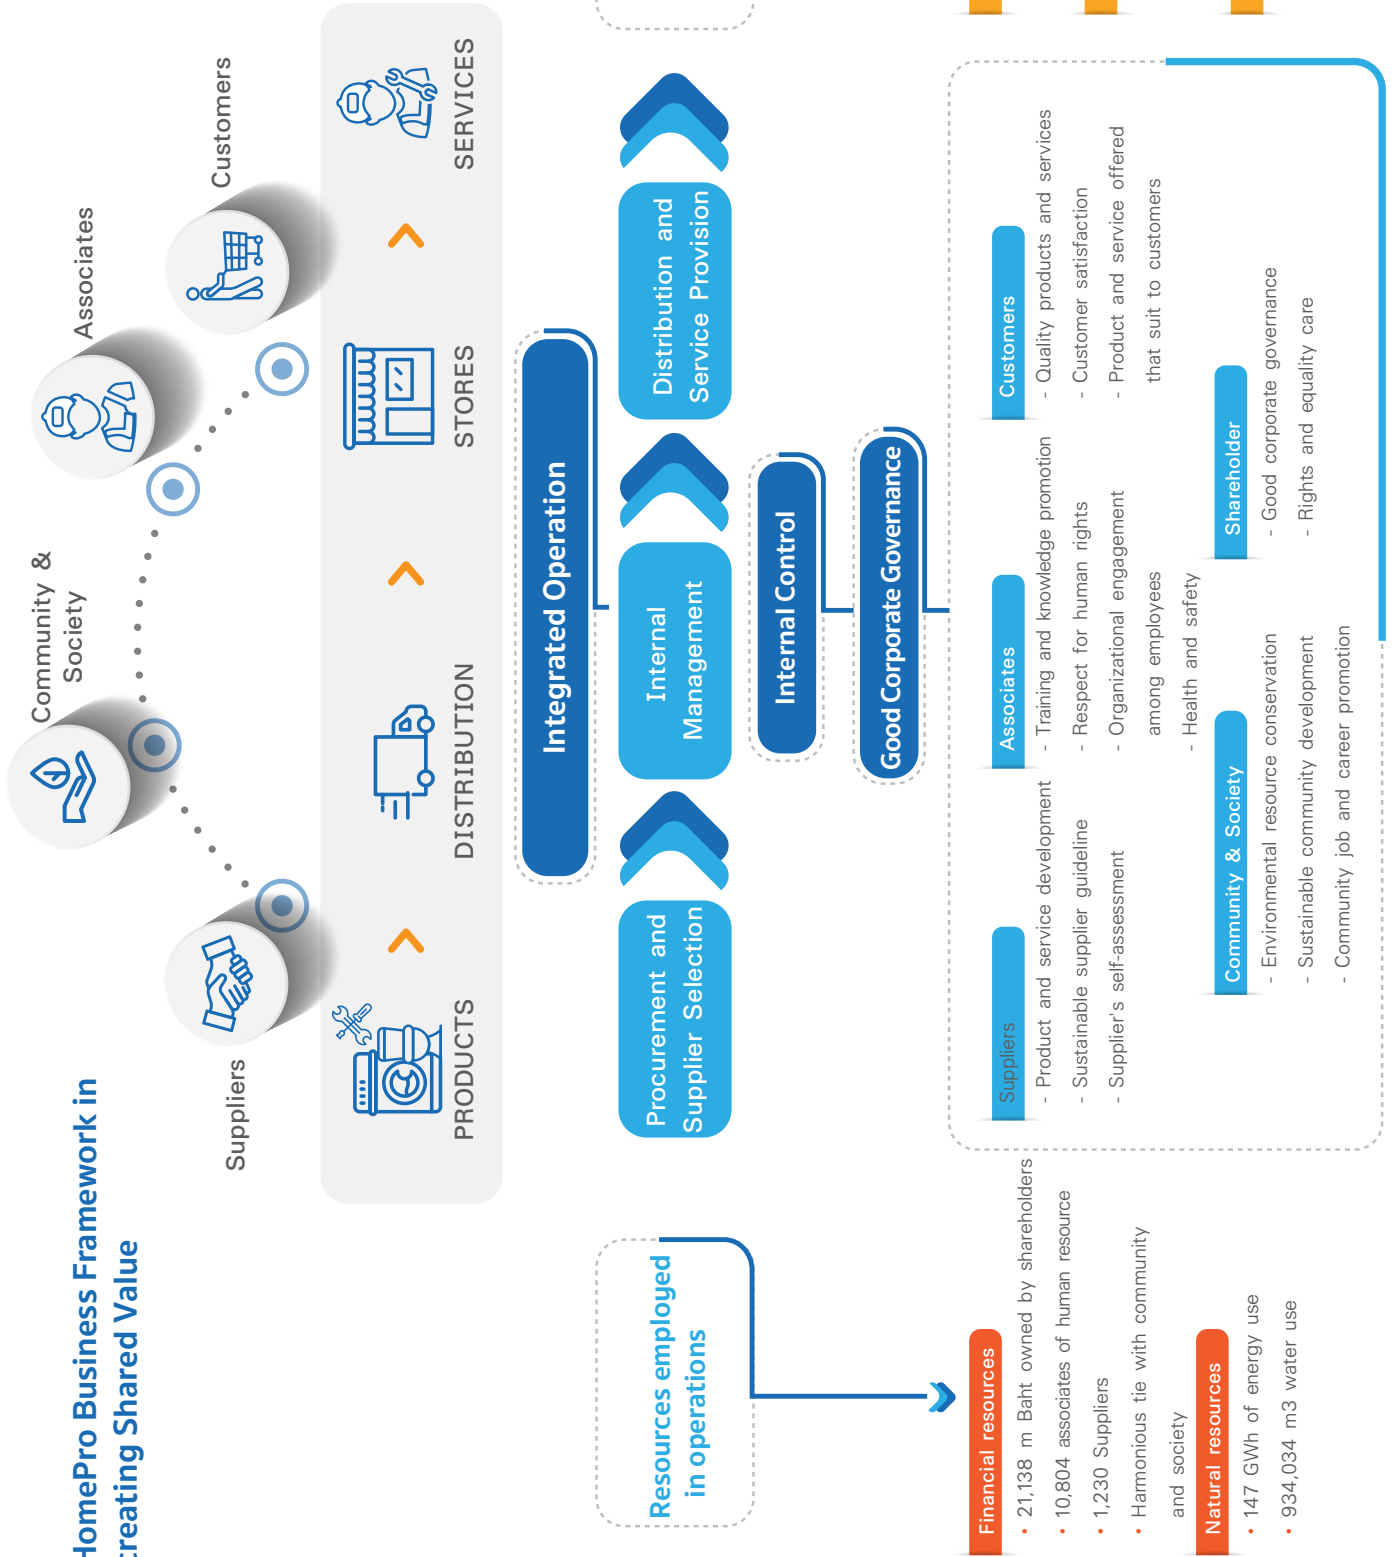 HomePro Business Framework in
creating Shared Value
Suppliers
Community &
Society
Associates
Customers
PRODUCTS
DISTRIBUTION
STORES
SERVICES
Integrated Operation
Resources employed
in operations
Procurement and
Supplier Selection
Internal
Management
Distribution and
Service Provision
Internal Control
Good Corporate Governance
Financial resources
• 21,138 m Baht owned by shareholders
• 10,804 associates of human resource
• 1,230 Suppliers
• Harmonious tie with community
and society
Natural resources
• 147 GWh of energy use
• 934,034 m3 water use
Suppliers
- Product and service development
- Sustainable supplier guideline
- Supplier's self-assessment
Associates
- Training and knowledge promotion
- Respect for human rights
- Organizational engagement
among employees
- Health and safety
Customers
- Quality products and services
- Customer satisfaction
- Product and service offered
that suit to customers
Community & Society
- Environmental resource conservation
- Sustainable community development
- Community job and career promotion
Shareholder
- Good corporate governance
- Rights and equality care